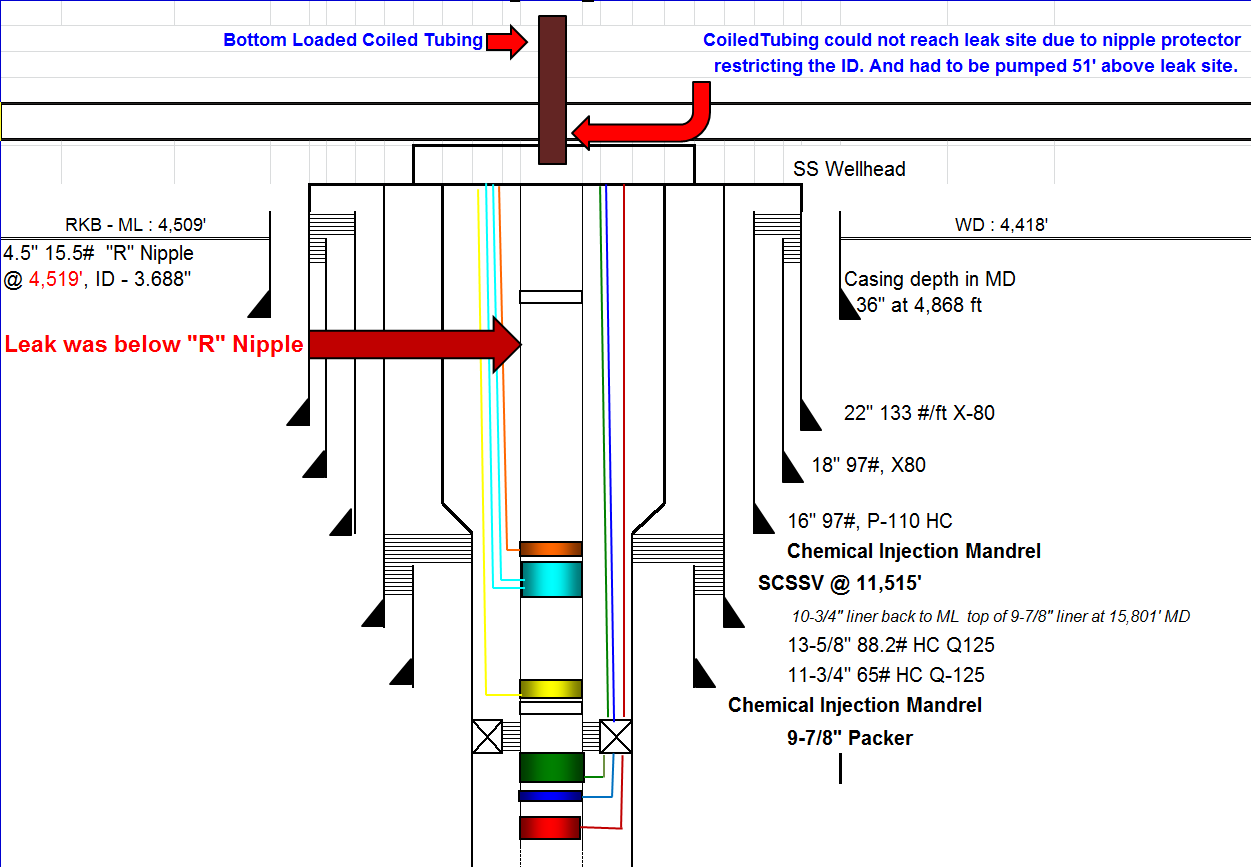 Bottom Loaded Coiled Tubing
CoiledTubing could not reach leak site due to nipple protector
restricting the ID. And had to be pumped 51' above leak site.
SS Wellhead
RKB - ML : 4,509'
WD : 4,418'
4.5" 15.5#  "R" Nipple
@ 4,519', ID - 3.688"
Casing depth in MD
36" at 4,868 ft
Leak was below "R" Nipple
22" 133 #/ft X-80
18" 97#, X80
16" 97#, P-110 HC
Chemical Injection Mandrel
SCSSV @ 11,515'
10-3/4" liner back to ML  top of 9-7/8" liner at 15,801' MD
13-5/8" 88.2# HC Q125
11-3/4" 65# HC Q-125
Chemical Injection Mandrel
9-7/8" Packer